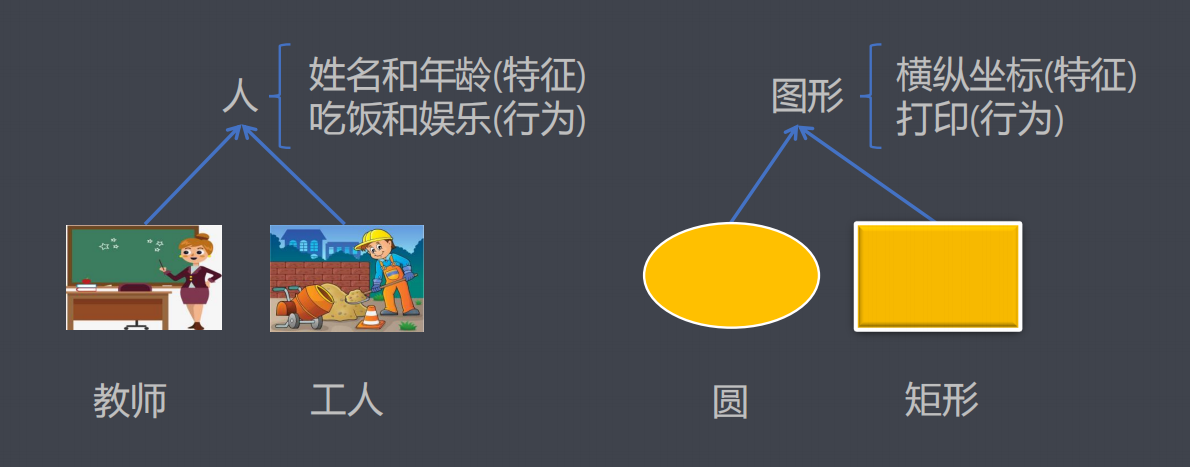 人
姓名和年龄(特征)
吃饭和娱乐(行为)
图形
横纵坐标(特征)
打印(行为)
教师
工人
圆
矩形